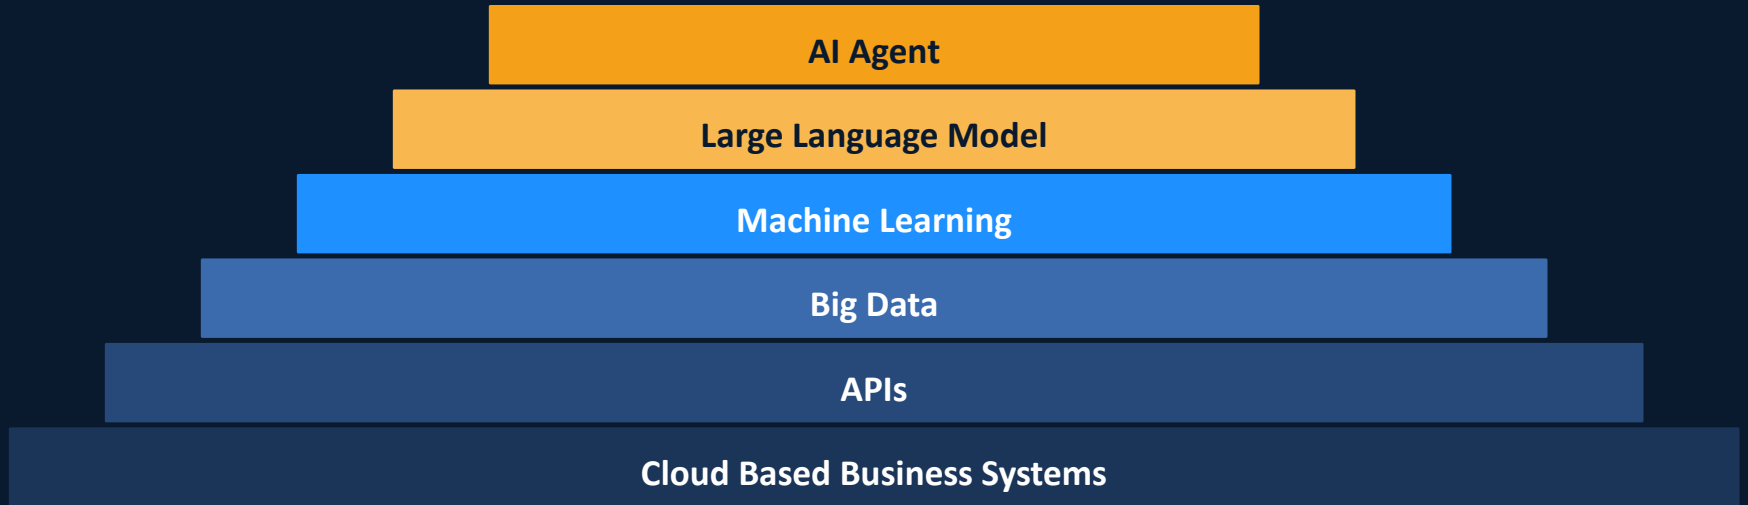 AI Agent
Large Language Model
Machine Learning
Big Data
APIs
Cloud Based Business Systems